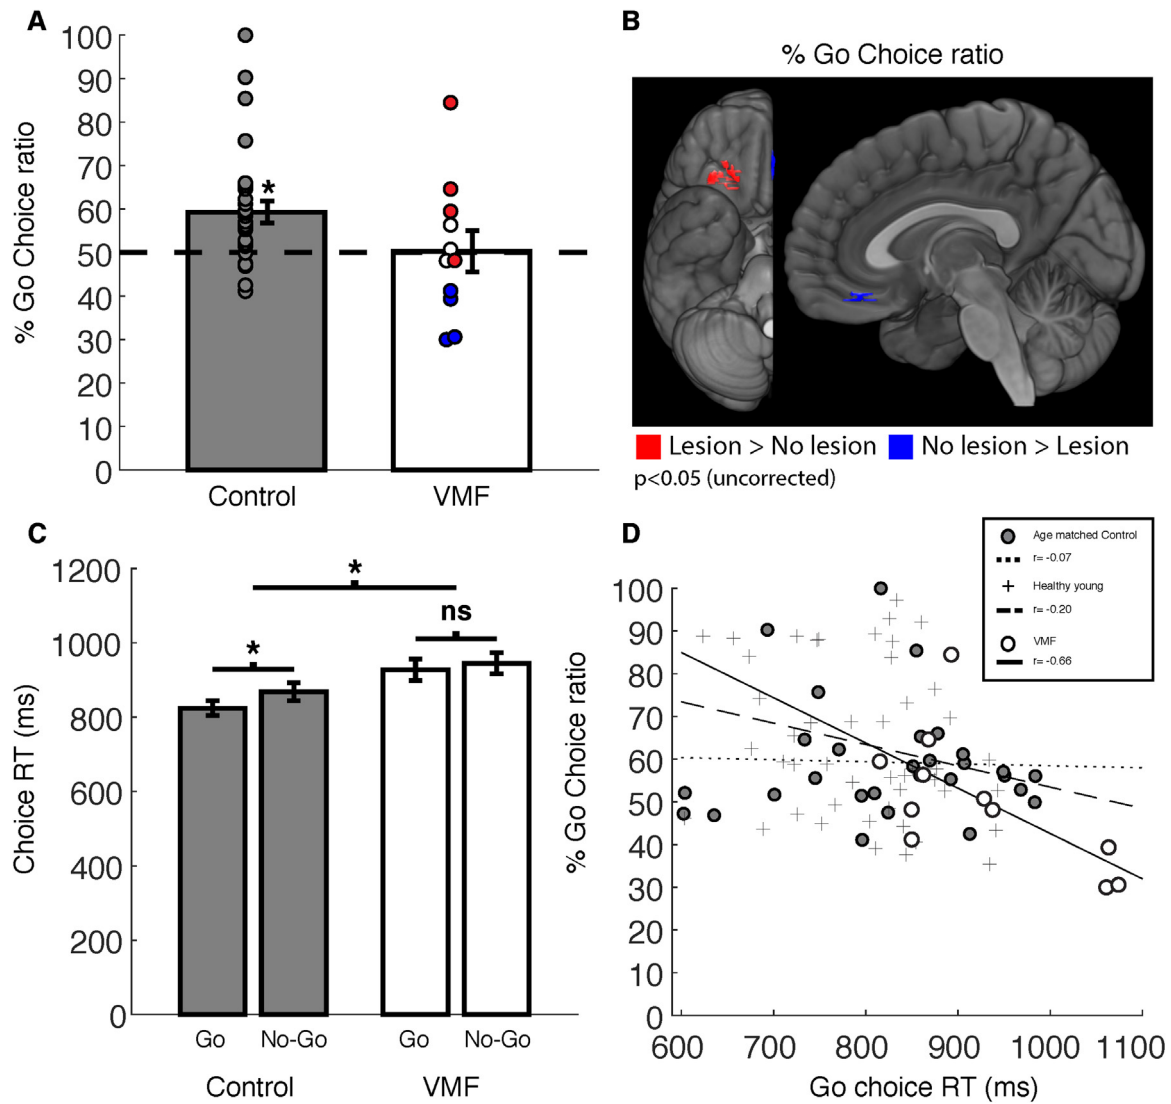 A
% Go Choice ratio
100
90
80
70
60
50
40
30
20
10
0
*
Control
VMF
B
% Go Choice ratio
Lesion > No lesion
No lesion > Lesion
p<0.05 (uncorrected)
C
Choice RT (ms)
1200
1000
800
600
400
200
0
*
*
ns
Go
No-Go
Go
No-Go
Control
VMF
D
% Go Choice ratio
100
90
80
70
60
50
40
30
20
10
0
600
700
800
900
1000
1100
Go choice RT (ms)
Age matched Control
r= -0.07
Healthy young
r= -0.20
VMF
r= -0.66